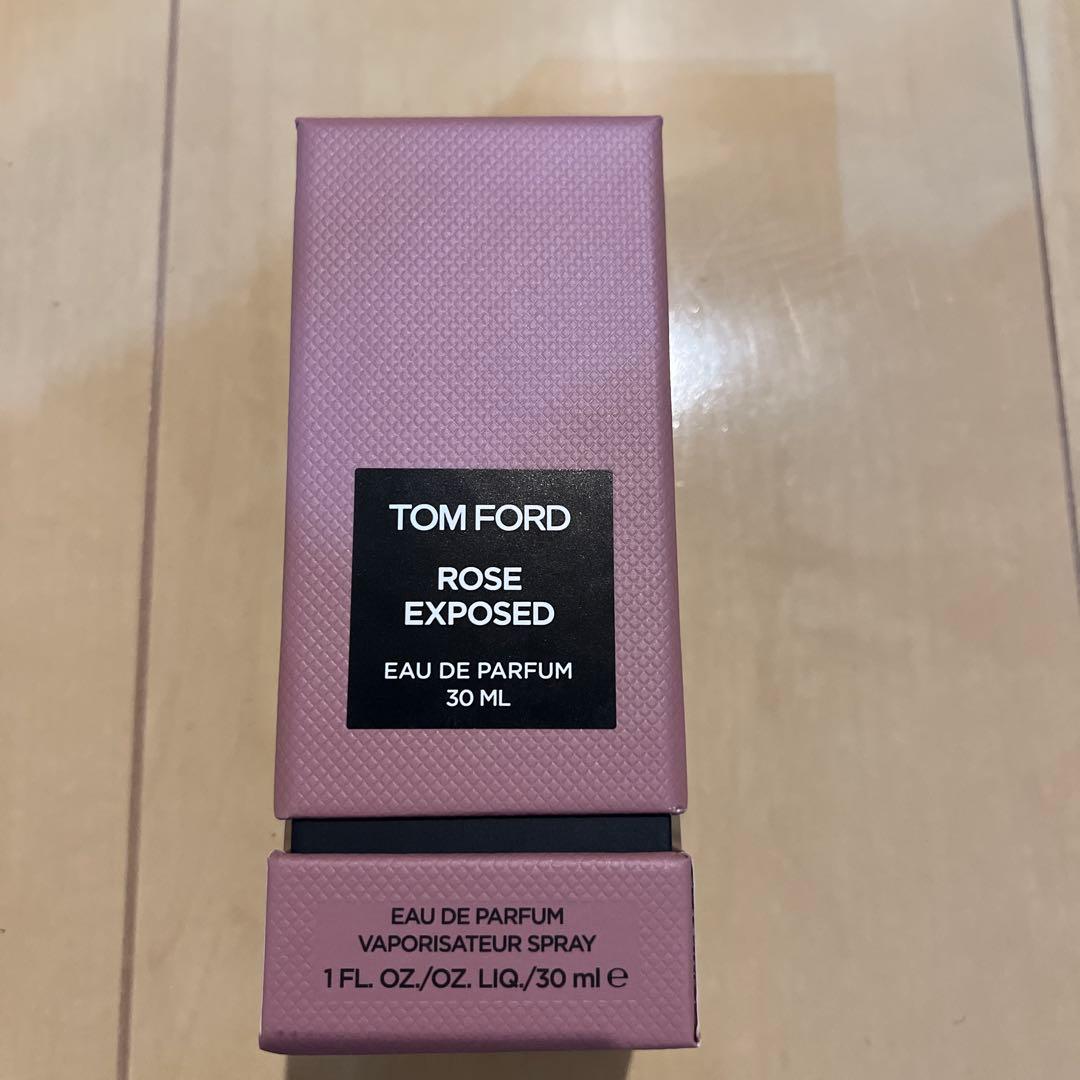 TOM FORD
ROSE
EXPOSED
EAU DE PARFUM
30 ML
EAU DE PARFUM
VAPORISATEUR SPRAY
1 FL. OZ./OZ. LIQ./30 ml ℮